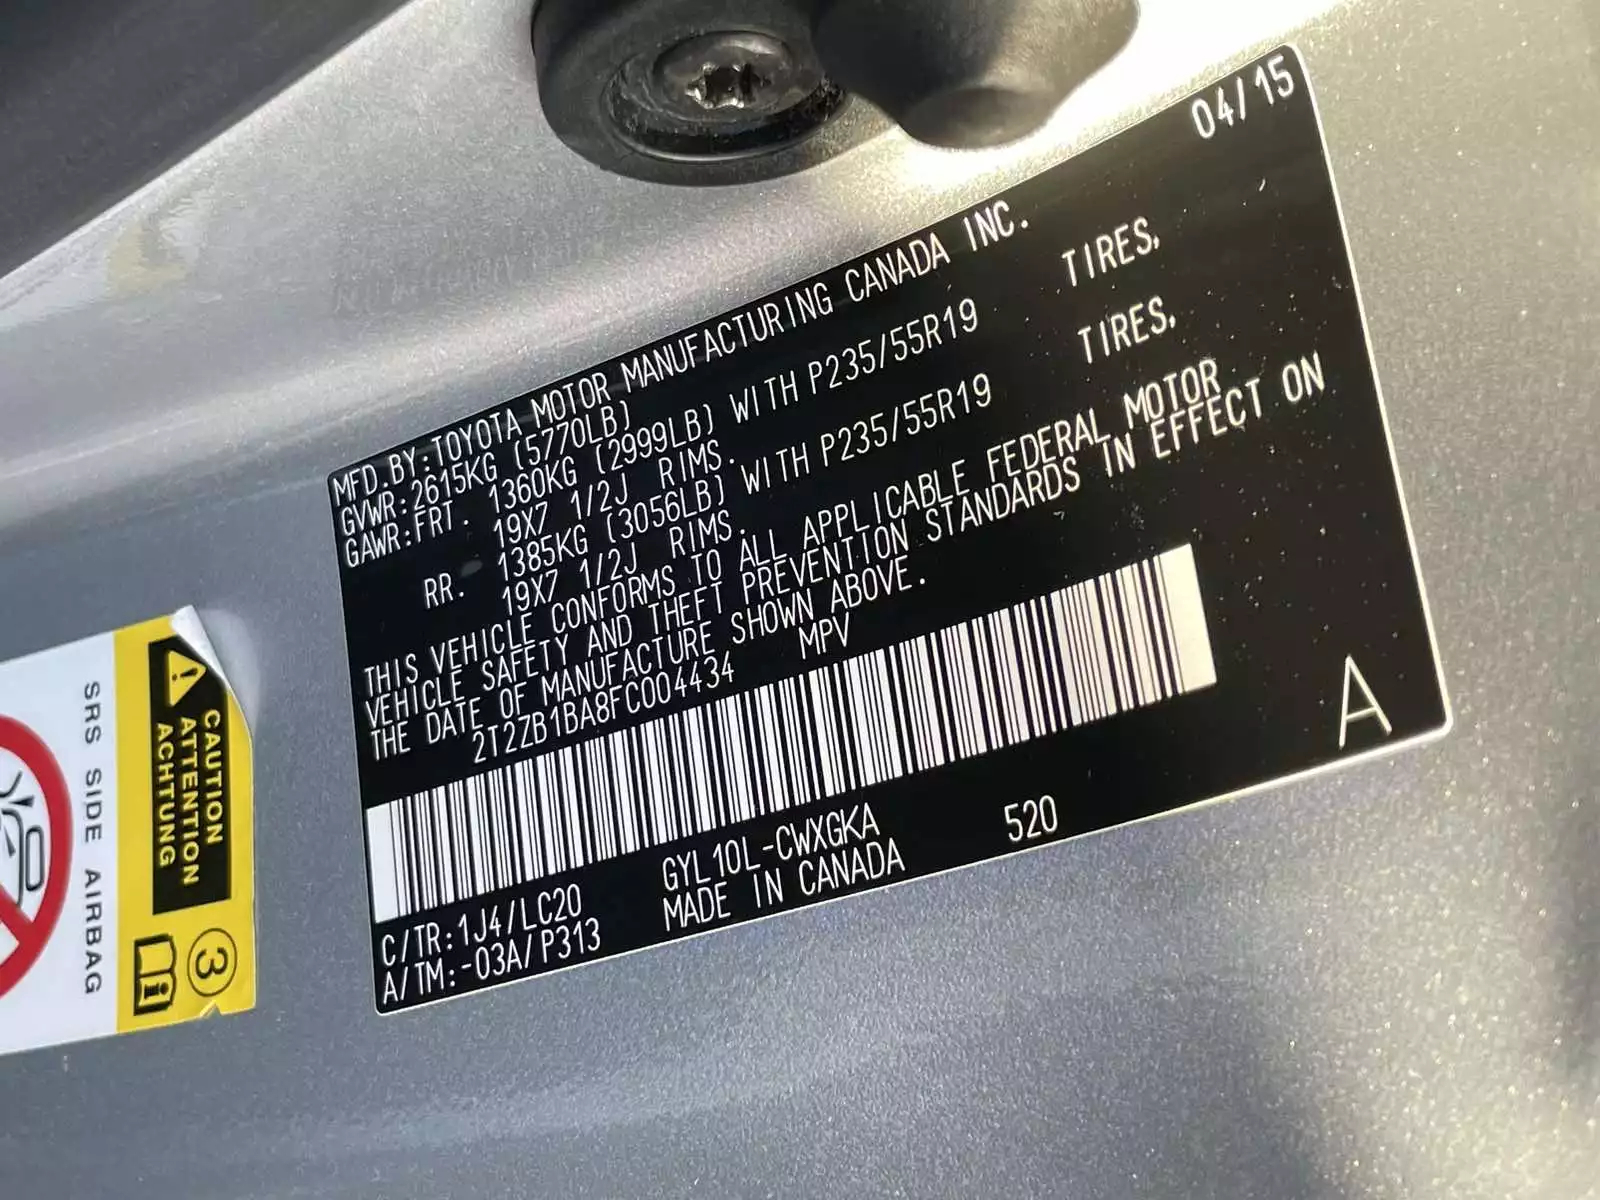 04/15
MFD.BY:TOYOTA MOTOR MANUFACTURING CANADA INC.
GVWR:2615KG (5770LB)
GAWR:FRT. 1360KG (2999LB) WITH P235/55R19 TIRES,
19X7 1/2J RIMS.
RR. 1385KG (3056LB) WITH P235/55R19 TIRES,
19X7 1/2J RIMS.
THIS VEHICLE CONFORMS TO ALL APPLICABLE FEDERAL MOTOR
VEHICLE SAFETY AND THEFT PREVENTION STANDARDS IN EFFECT ON
THE DATE OF MANUFACTURE SHOWN ABOVE.
2T2ZB1BA8FC004434 MPV
A
C/TR:1J4/LC20 GYL10L-CWXGKA 520
A/TM:-03A/P313 MADE IN CANADA
CAUTION
ATTENTION
ACHTUNG
3
i
SRS SIDE AIRBAG